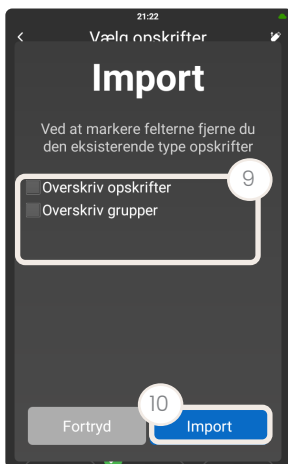 21:22
Vælg opskrifter
Import
Ved at markere felterne fjerne du
den eksisterende type opskrifter
9
Overskriv opskrifter
Overskriv grupper
10
Fortryd
Import